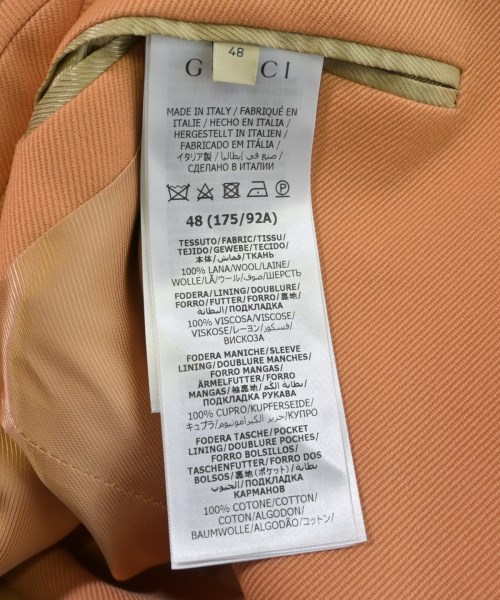 48
GUCCI
MADE IN ITALY / FABRIQUÉ EN
ITALIE / HECHO EN ITALIA /
HERGESTELLT IN ITALIEN /
FABRICADO EM ITÁLIA /
イタリア製 / صنع في إيطاليا /
СДЕЛАНО В ИТАЛИИ
48 (175/92A)
TESSUTO/FABRIC/TISSU/
TEJIDO/GEWEBE/TECIDO/
本体/قماش/ТКАНЬ
100% LANA/WOOL/LAINE/
WOLLE/LÃ/ウール/صوف/ШЕРСТЬ
FODERA/LINING/DOUBLURE/
FORRO/FUTTER/FORRO/裏地/
البطانة/ПОДКЛАДКА
100% VISCOSA/VISCOSE/
VISKOSE/レーヨン/فسكوز/
ВИСКОЗА
FODERA MANICHE/SLEEVE
LINING/DOUBLURE MANCHES/
FORRO MANGAS/
ÄRMELFUTTER/FORRO
MANGAS/袖裏地/بطانة الكم/
ПОДКЛАДКА РУКАВА
100% CUPRO/KUPFERSEIDE/
キュプラ/حرير الكبرامونيوم/КУПРО
FODERA TASCHE/POCKET
LINING/DOUBLURE POCHES/
FORRO BOLSILLOS/
TASCHENFUTTER/FORRO DOS
BOLSOS/裏地(ポケット)/بطانة
الجيوب/ПОДКЛАДКА
КАРМАНОВ
100% COTONE/COTTON/
COTON/ALGODON/
BAUMWOLLE/ALGODÃO/コットン/